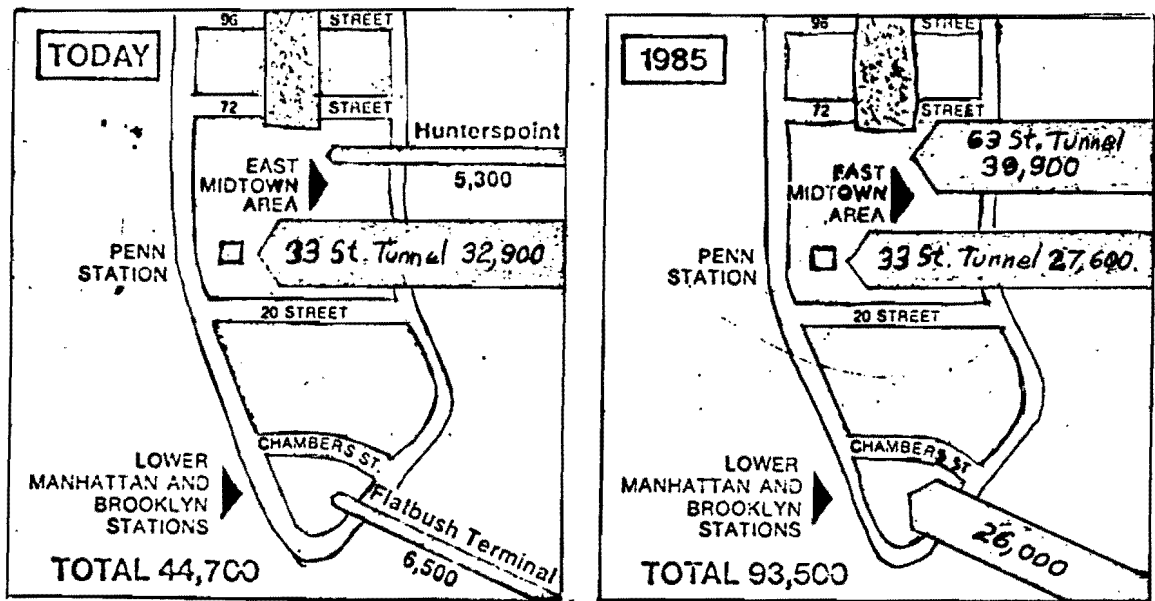 TODAY
96 STREET
72 STREET
Hunterspoint
5,300
EAST
MIDTOWN
AREA
PENN
STATION
33 St. Tunnel 32,900
20 STREET
CHAMBERS ST.
LOWER
MANHATTAN AND
BROOKLYN
STATIONS
Flatbush Terminal
6,500
TOTAL 44,700
1985
96 STREET
72 STREET
63 St. Tunnel
39,900
EAST
MIDTOWN
AREA
PENN
STATION
33 St. Tunnel 27,600.
20 STREET
CHAMBERS ST
LOWER
MANHATTAN AND
BROOKLYN
STATIONS
26,000
TOTAL 93,500